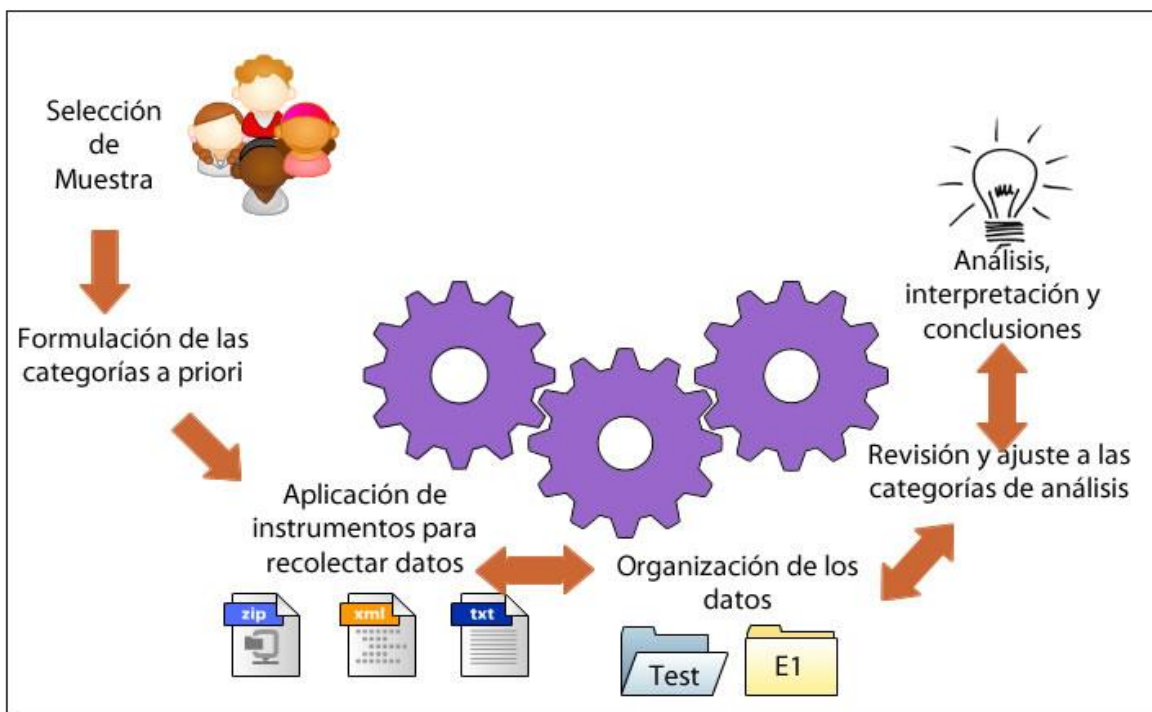 Selección
de
Muestra
Formulación de las
categorías a priori
Aplicación de
instrumentos para
recolectar datos
zip
xml
txt
Organización de los
datos
Test
E1
Revisión y ajuste a las
categorías de análisis
Análisis,
interpretación y
conclusiones